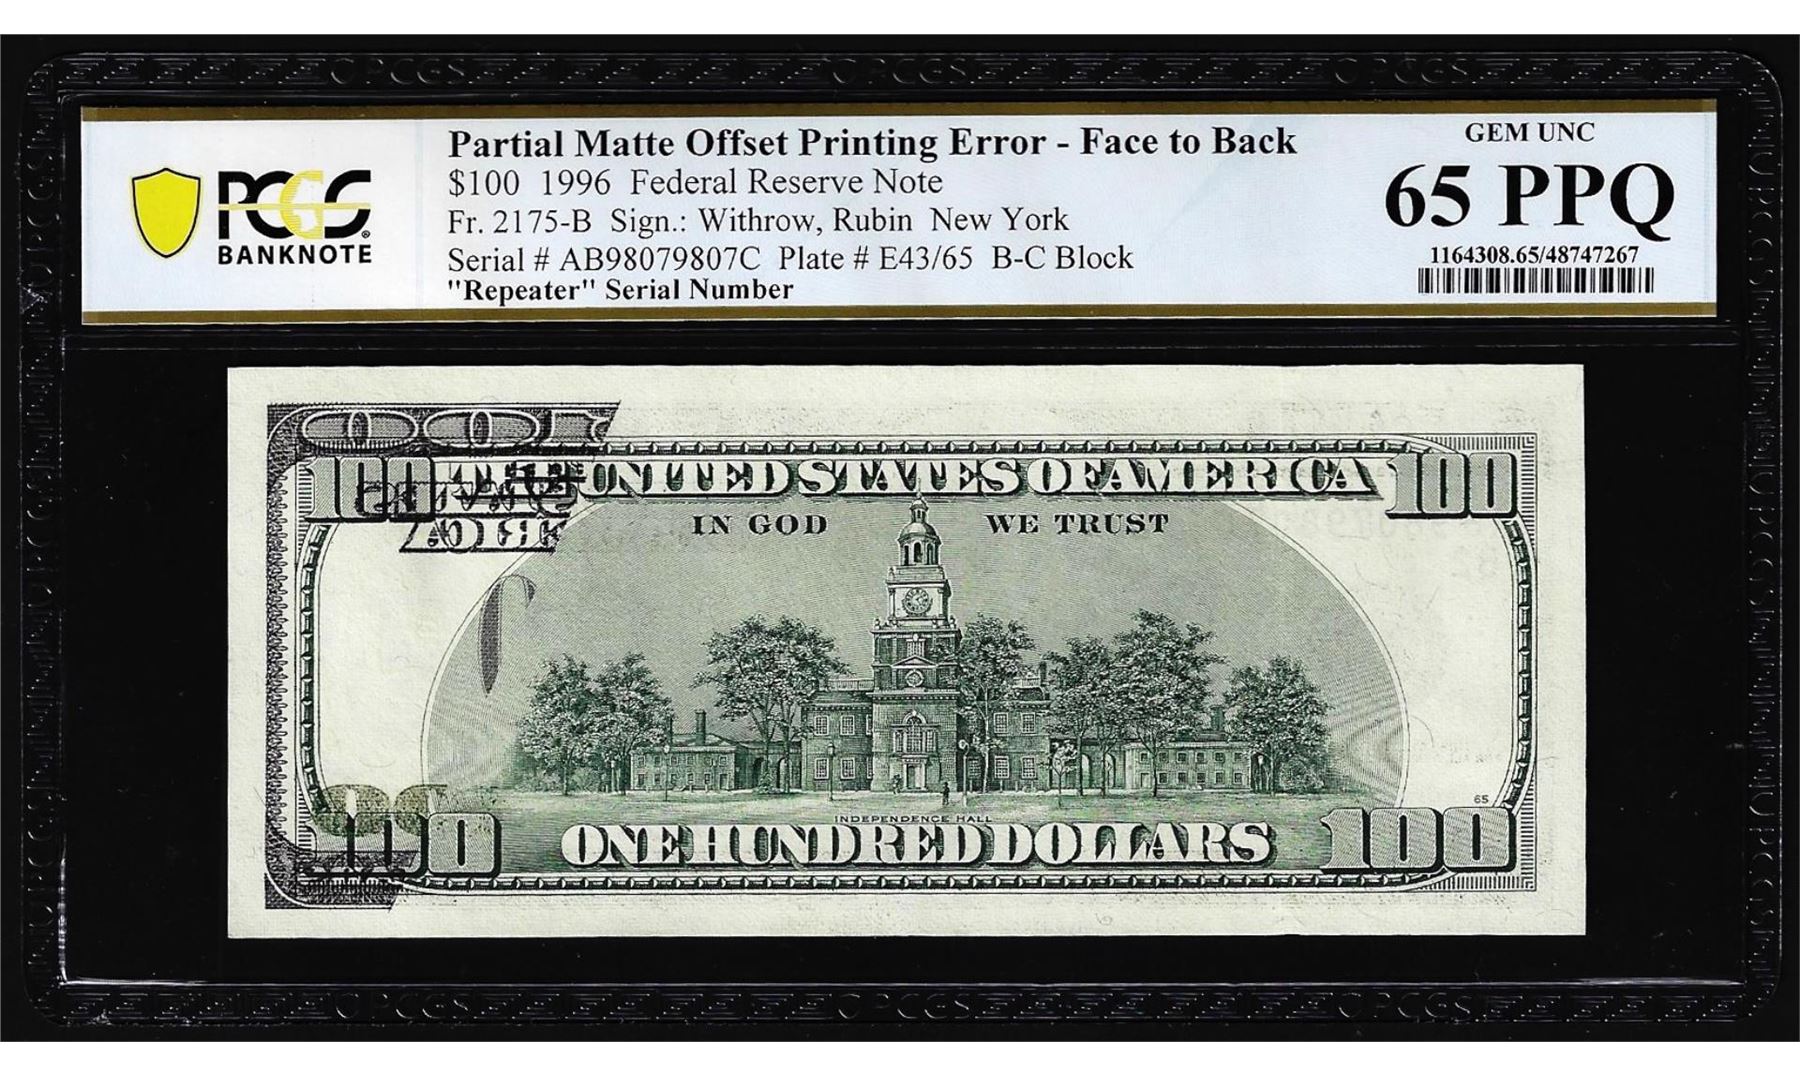 PCGS
BANKNOTE
Partial Matte Offset Printing Error - Face to Back
$100 1996 Federal Reserve Note
Fr. 2175-B Sign.: Withrow, Rubin New York
Serial # AB98079807C Plate # E43/65 B-C Block
"Repeater" Serial Number
GEM UNC
65 PPQ
1164308.65/48747267
100 THE UNITED STATES OF AMERICA 100
IN GOD WE TRUST
65
INDEPENDENCE HALL
100 ONE HUNDRED DOLLARS 100